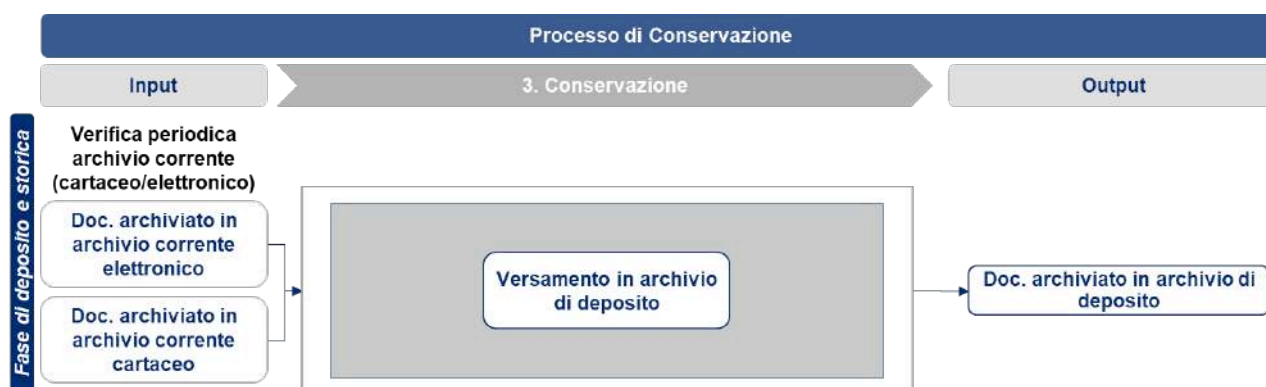 Processo di Conservazione
Input
3. Conservazione
Output
Fase di deposito e storica
Verifica periodica
archivio corrente
(cartaceo/elettronico)
Doc. archiviato in
archivio corrente
elettronico
Doc. archiviato in
archivio corrente
cartaceo
Versamento in archivio
di deposito
Doc. archiviato in archivio di
deposito